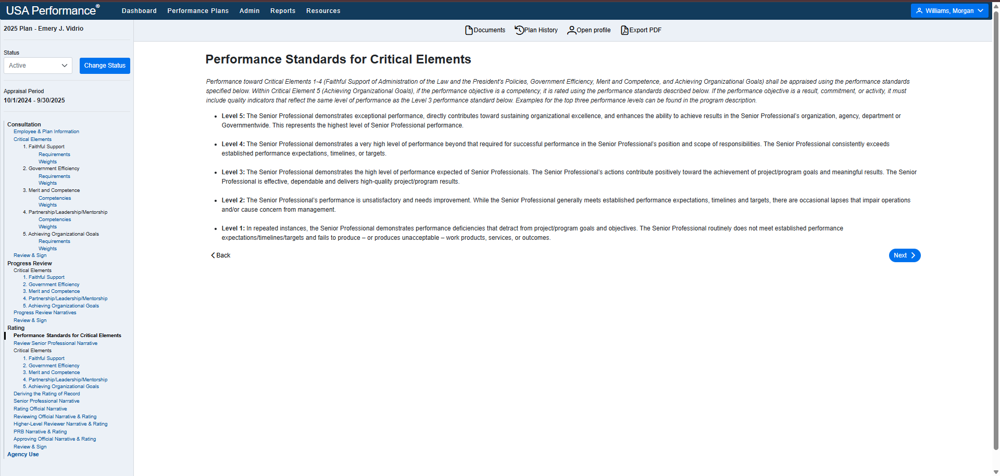 USA Performance®
Dashboard
Performance Plans
Admin
Reports
Resources
Williams, Morgan
2025 Plan - Emery J. Vidrio
Status
Active
Change Status
Appraisal Period
10/1/2024 - 9/30/2025
Consultation
Employee & Plan Information
Critical Elements
1. Faithful Support
Requirements
Weights
2. Government Efficiency
Requirements
Weights
3. Merit and Competence
Competencies
Weights
4. Partnership/Leadership/Mentorship
Competencies
Weights
5. Achieving Organizational Goals
Requirements
Weights
Review & Sign
Progress Review
Critical Elements
1. Faithful Support
2. Government Efficiency
3. Merit and Competence
4. Partnership/Leadership/Mentorship
5. Achieving Organizational Goals
Progress Review Narratives
Review & Sign
Rating
Performance Standards for Critical Elements
Review Senior Professional Narrative
Critical Elements
1. Faithful Support
2. Government Efficiency
3. Merit and Competence
4. Partnership/Leadership/Mentorship
5. Achieving Organizational Goals
Deriving the Rating of Record
Senior Professional Narrative
Rating Official Narrative
Reviewing Official Narrative & Rating
Higher-Level Reviewer Narrative & Rating
PRB Narrative & Rating
Approving Official Narrative & Rating
Review & Sign
Agency Use
Documents
Plan History
Open profile
Export PDF
Performance Standards for Critical Elements
Performance toward Critical Elements 1-4 (Faithful Support of Administration of the Law and the President's Policies, Government Efficiency, Merit and Competence, and Achieving Organizational Goals) shall be appraised using the performance standards
specified below. Within Critical Element 5 (Achieving Organizational Goals), if the performance objective is a competency, it is rated using the performance standards described below. If the performance objective is a result, commitment, or activity, it must
include quality indicators that reflect the same level of performance as the Level 3 performance standard below. Examples for the top three performance levels can be found in the program description.
• Level 5: The Senior Professional demonstrates exceptional performance, directly contributes toward sustaining organizational excellence, and enhances the ability to achieve results in the Senior Professional's organization, agency, department or
Governmentwide. This represents the highest level of Senior Professional performance.
• Level 4: The Senior Professional demonstrates a very high level of performance beyond that required for successful performance in the Senior Professional's position and scope of responsibilities. The Senior Professional consistently exceeds
established performance expectations, timelines, or targets.
• Level 3: The Senior Professional demonstrates the high level of performance expected of Senior Professionals. The Senior Professional's actions contribute positively toward the achievement of project/program goals and meaningful results. The Senior
Professional is effective, dependable and delivers high-quality project/program results.
• Level 2: The Senior Professional's performance is unsatisfactory and needs improvement. While the Senior Professional generally meets established performance expectations, timelines and targets, there are occasional lapses that impair operations
and/or cause concern from management.
• Level 1: In repeated instances, the Senior Professional demonstrates performance deficiencies that detract from project/program goals and objectives. The Senior Professional routinely does not meet established performance
expectations/timelines/targets and fails to produce – or produces unacceptable – work products, services, or outcomes.
Back
Next